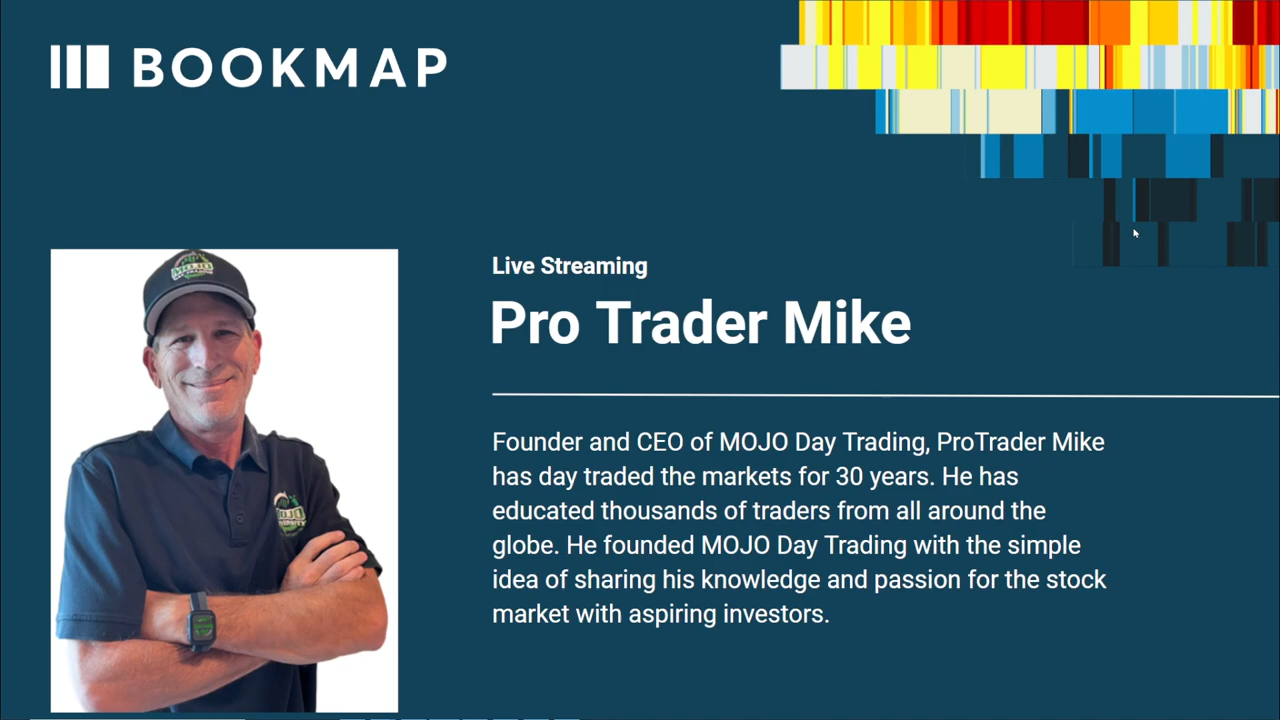 BOOKMAP
MOJO
Live Streaming
Pro Trader Mike
Founder and CEO of MOJO Day Trading, ProTrader Mike
has day traded the markets for 30 years. He has
educated thousands of traders from all around the
globe. He founded MOJO Day Trading with the simple
idea of sharing his knowledge and passion for the stock
market with aspiring investors.
MOJO